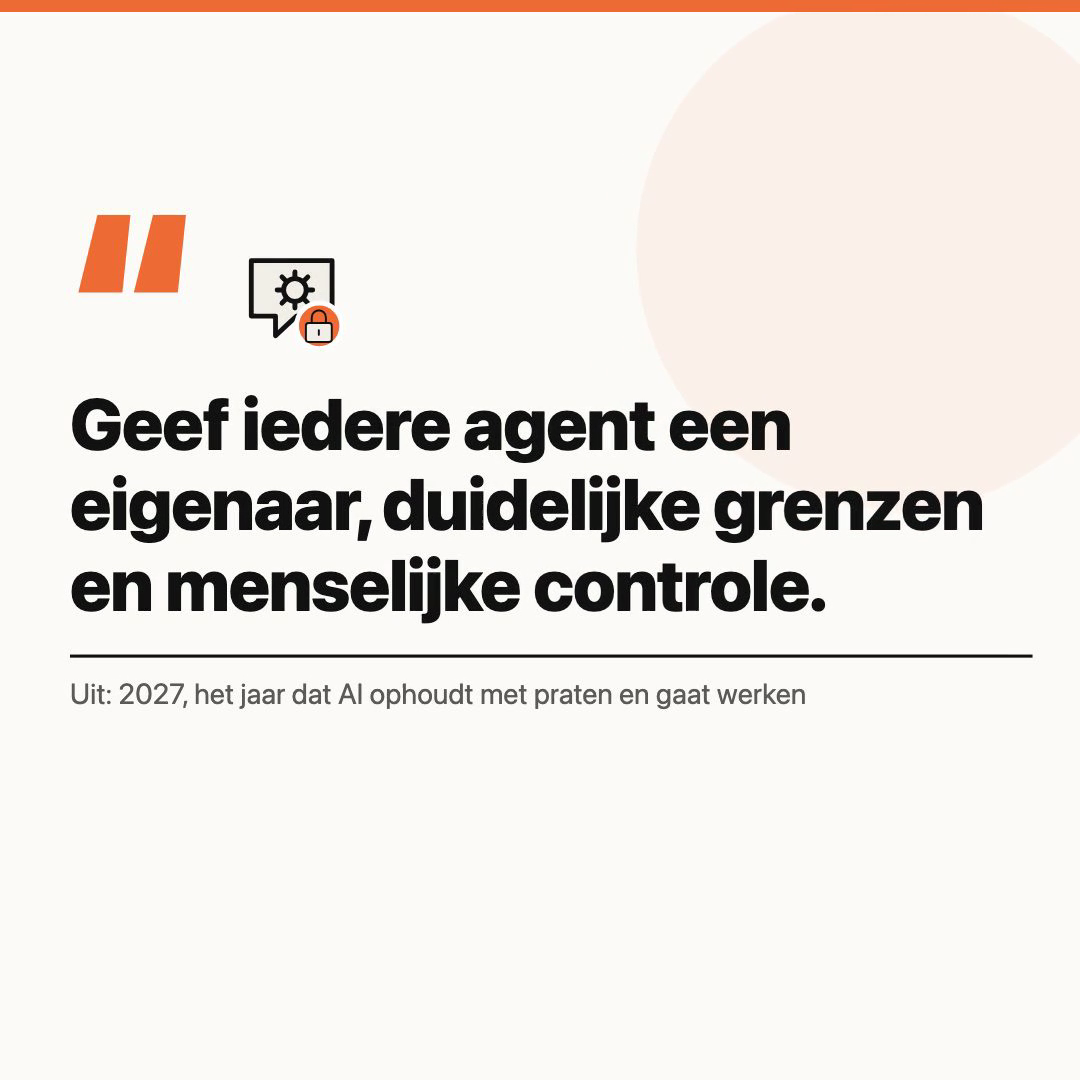 Geef iedere agent een
eigenaar, duidelijke grenzen
en menselijke controle.
Uit: 2027, het jaar dat AI ophoudt met praten en gaat werken